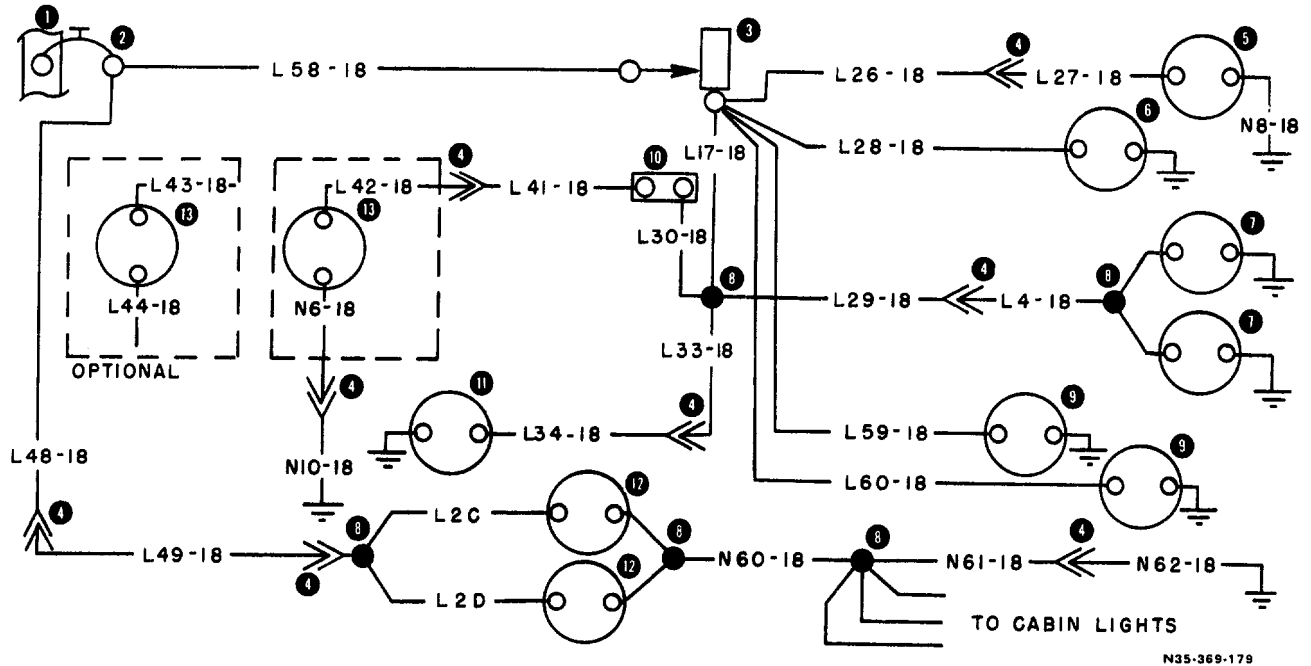 1
2
3
4
5
L58-18
L26-18
L27-18
6
N8-18
L17-18
L28-18
4
10
L43-18
L42-18
L41-18
13
13
7
L30-18
8
4
8
L44-18
N6-18
L29-18
L4-18
7
L33-18
OPTIONAL
4
11
4
9
L34-18
L59-18
9
L48-18
N10-18
L60-18
12
4
L2C
8
8
8
4
L49-18
N60-18
N61-18
N62-18
4
12
L2D
TO CABIN LIGHTS
N35-369-179